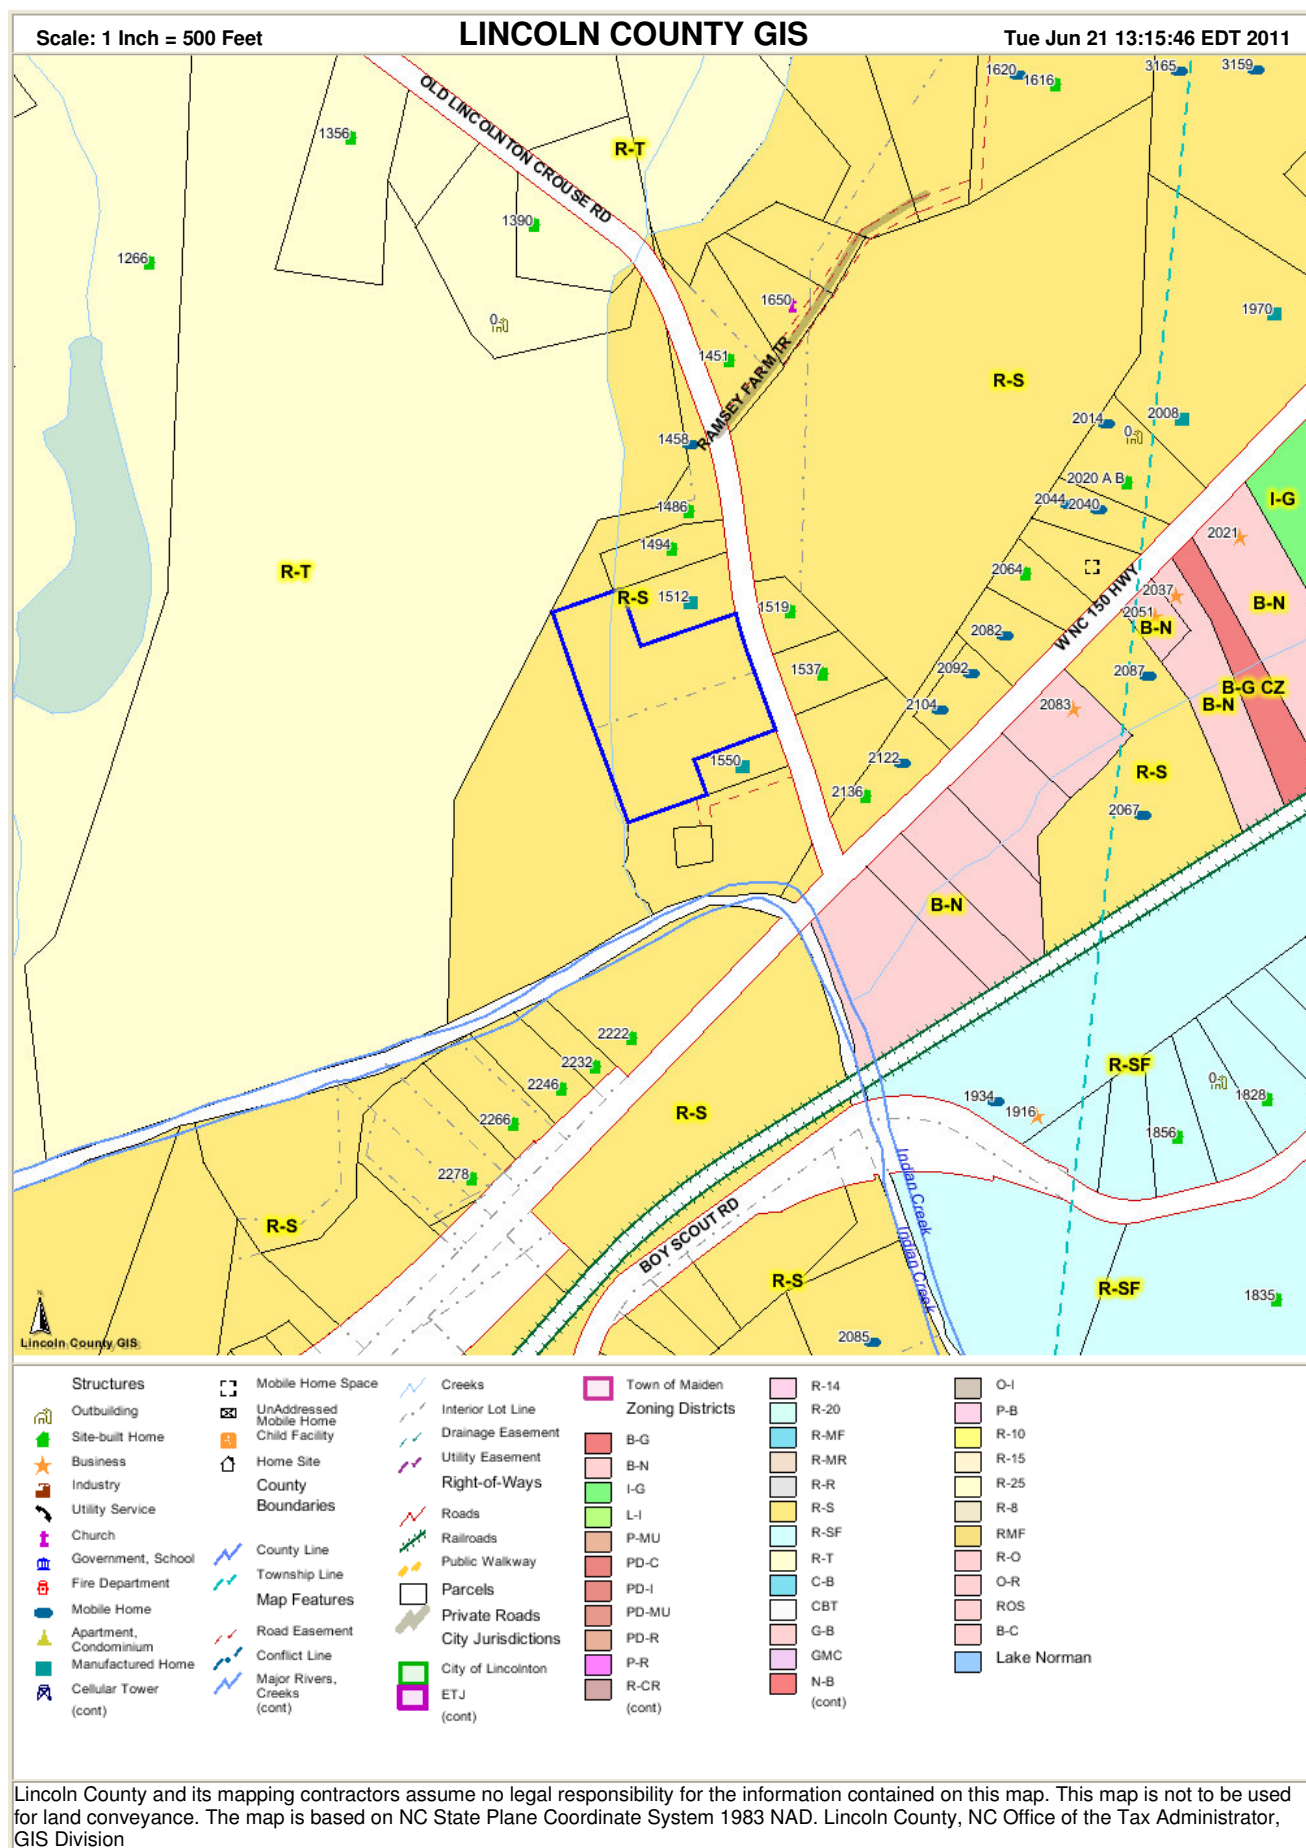 Scale: 1 Inch = 500 Feet
LINCOLN COUNTY GIS
Tue Jun 21 13:15:46 EDT 2011
1620
1616
3165
3159
1356
OLD LINCOLNTON CROUSE RD
R-T
1390
1266
0
1650
1970
1451
RAMSEY FARM TR
R-S
1458
2014
0
2008
2020 A B
1486
2044
2040
I-G
2021
1494
R-T
2064
W NC 150 HWY
2037
B-N
R-S
1512
1519
2051
B-N
2082
1537
2092
2087
B-G CZ
2104
2083
B-N
1550
2122
R-S
2136
2067
B-N
2222
2232
2246
R-SF
0
1828
2266
R-S
1934
1916
1856
2278
Indian Creek
R-S
BOY SCOUT RD
Indian Creek
R-S
R-SF
1835
N
Lincoln County GIS
2085
Structures
Outbuilding
Site-built Home
Business
Industry
Utility Service
Church
Government, School
Fire Department
Mobile Home
Apartment,
Condominium
Manufactured Home
Cellular Tower
(cont)
Mobile Home Space
UnAddressed
Mobile Home
Child Facility
Home Site
County
Boundaries
County Line
Township Line
Map Features
Road Easement
Conflict Line
Major Rivers,
Creeks
(cont)
Creeks
Interior Lot Line
Drainage Easement
Utility Easement
Right-of-Ways
Roads
Railroads
Public Walkway
Parcels
Private Roads
City Jurisdictions
City of Lincolnton
ETJ
(cont)
Town of Maiden
Zoning Districts
B-G
B-N
I-G
L-I
P-MU
PD-C
PD-I
PD-MU
PD-R
P-R
R-CR
(cont)
R-14
R-20
R-MF
R-MR
R-R
R-S
R-SF
R-T
C-B
CBT
G-B
GMC
N-B
(cont)
O-I
P-B
R-10
R-15
R-25
R-8
RMF
R-O
O-R
ROS
B-C
Lake Norman
Lincoln County and its mapping contractors assume no legal responsibility for the information contained on this map. This map is not to be used
for land conveyance. The map is based on NC State Plane Coordinate System 1983 NAD. Lincoln County, NC Office of the Tax Administrator,
GIS Division